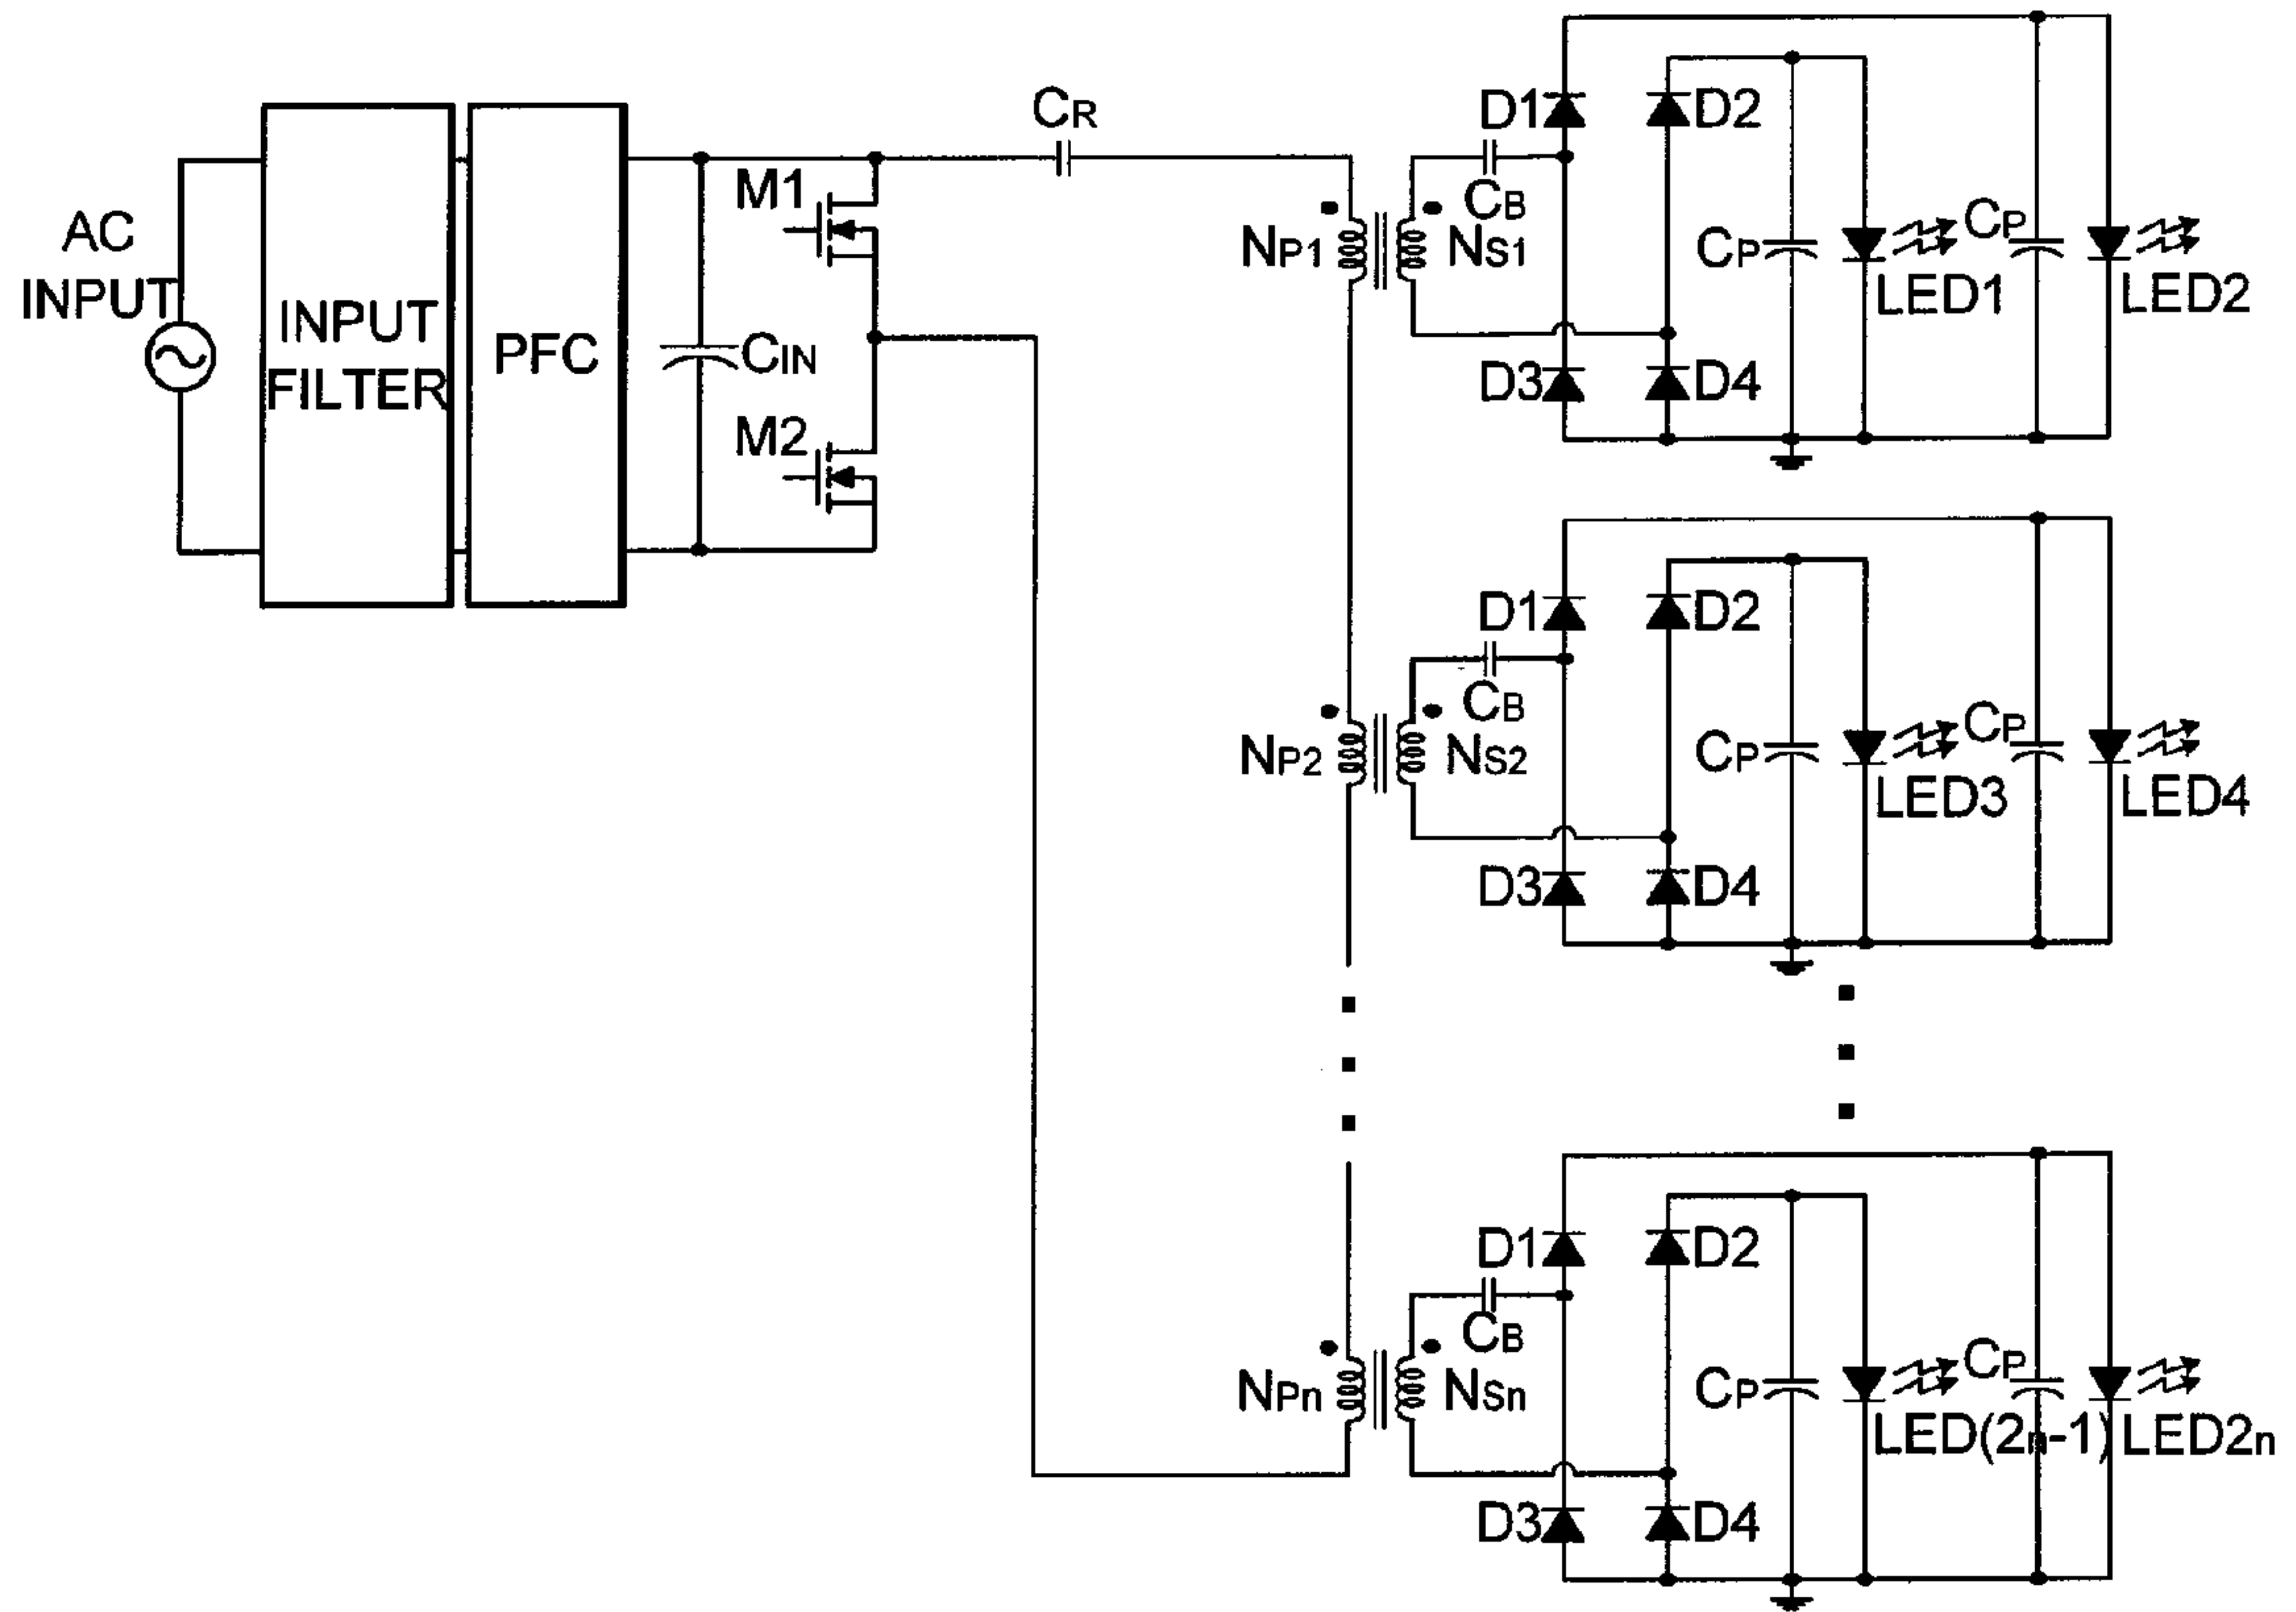 AC
INPUT
INPUT
FILTER
PFC
CIN
M1
M2
CR
NP1
NS1
CB
D1
D2
D3
D4
CP
LED1
CP
LED2
NP2
NS2
CB
D1
D2
D3
D4
CP
LED3
CP
LED4
NPn
NSn
CB
D1
D2
D3
D4
CP
LED(2n-1)
CP
LED2n